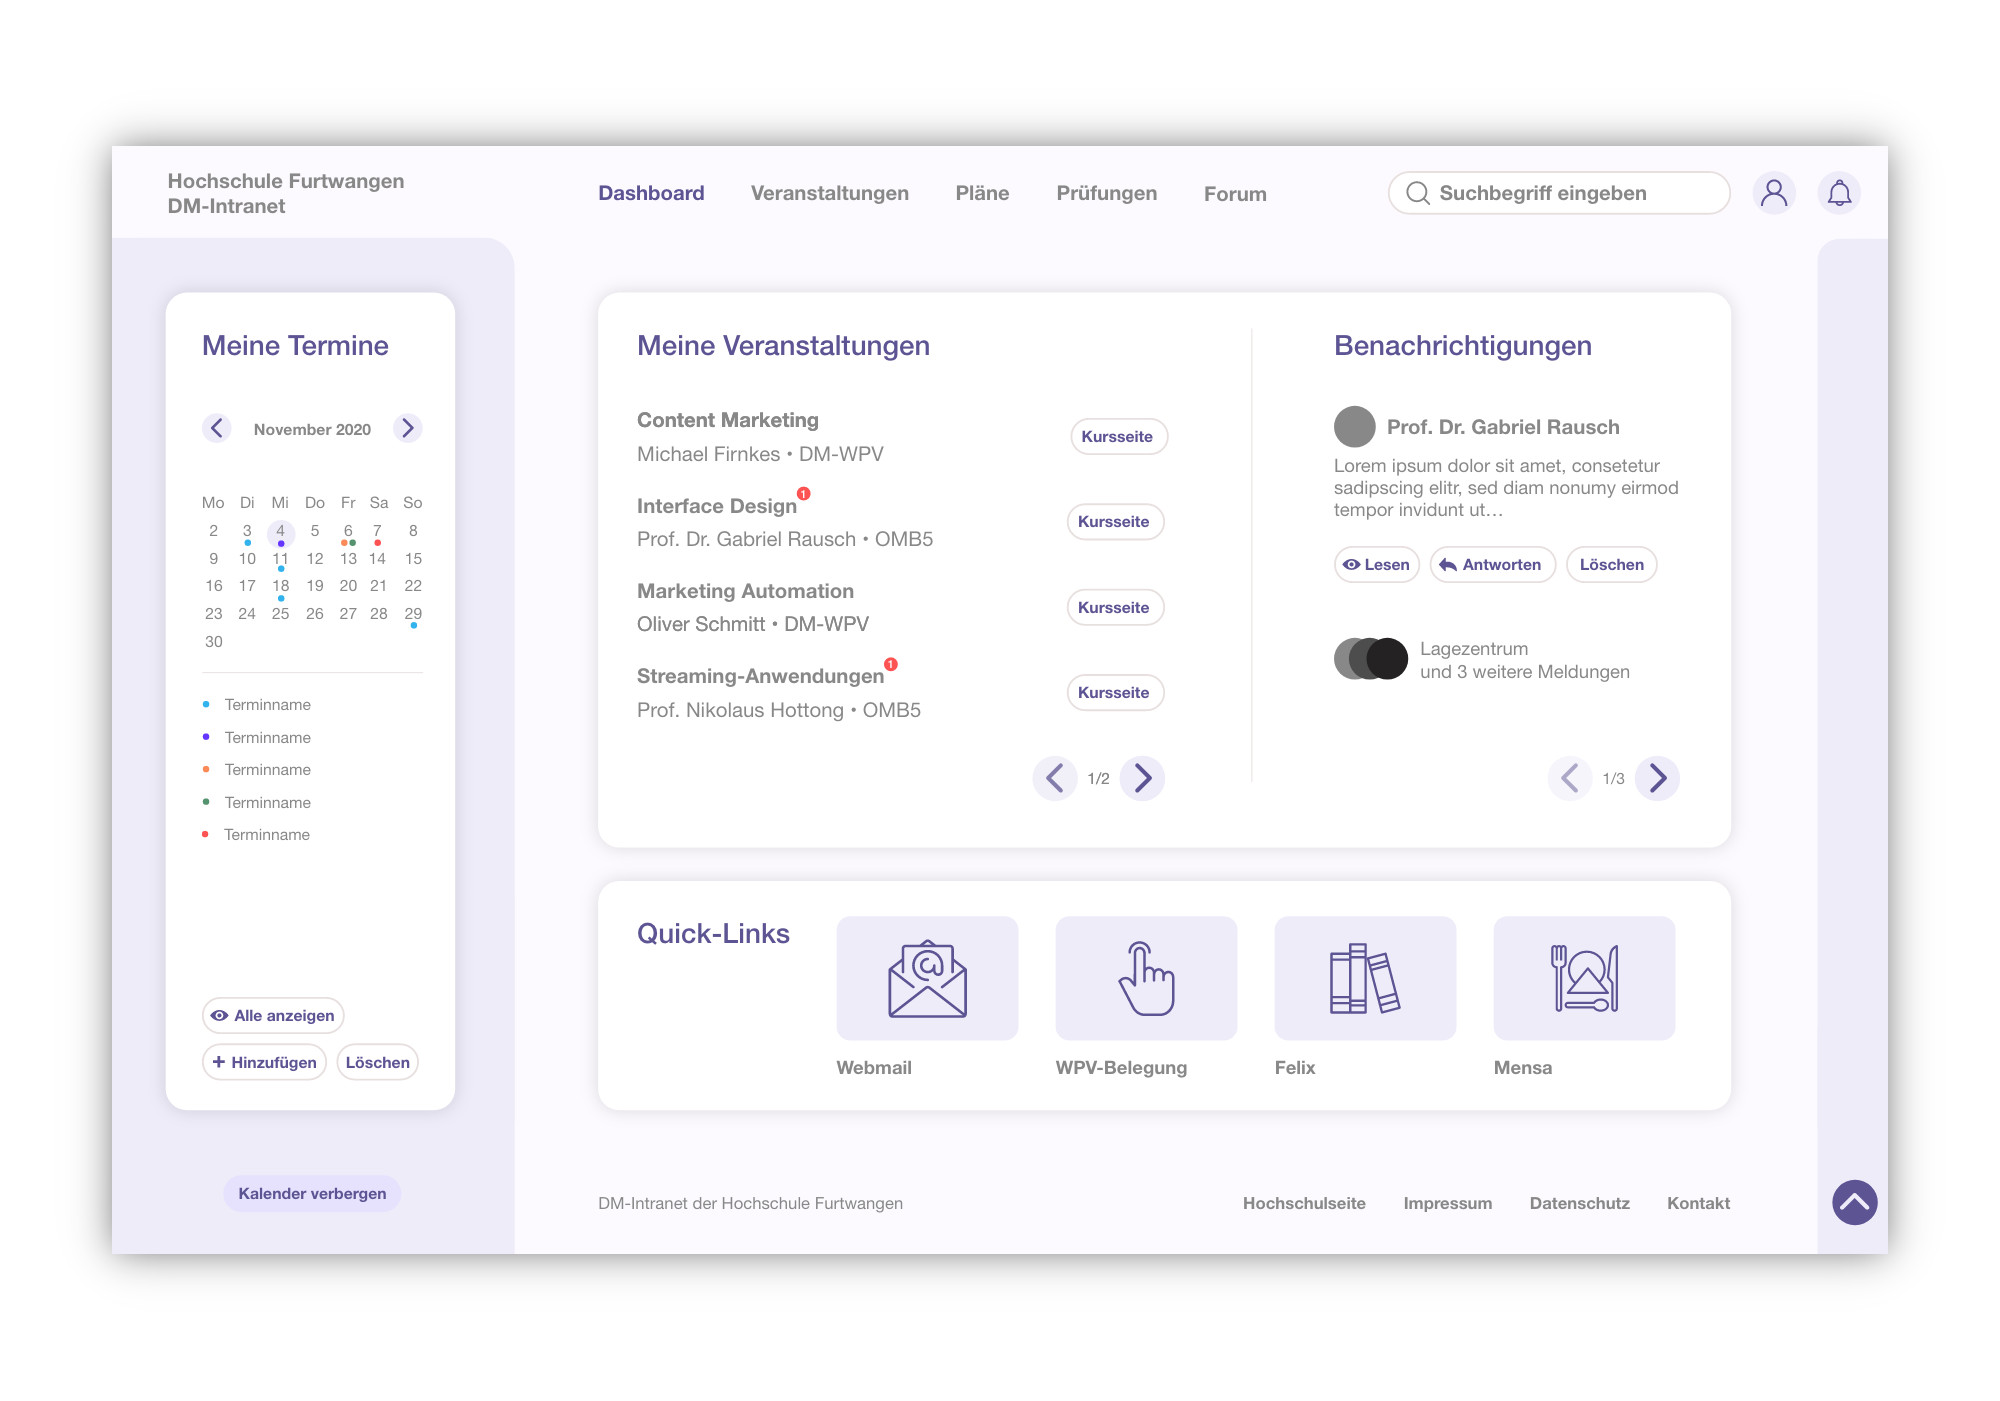 Hochschule Furtwangen
DM-Intranet
Dashboard Veranstaltungen Pläne Prüfungen Forum
Suchbegriff eingeben
Meine Termine
November 2020
Mo Di Mi Do Fr Sa So
2 3 4 5 6 7 8
9 10 11 12 13 14 15
16 17 18 19 20 21 22
23 24 25 26 27 28 29
30
Terminname
Terminname
Terminname
Terminname
Terminname
Alle anzeigen
Hinzufügen Löschen
Kalender verbergen
Meine Veranstaltungen
Content Marketing
Michael Firnkes • DM-WPV
Kursseite
Interface Design 1
Prof. Dr. Gabriel Rausch • OMB5
Kursseite
Marketing Automation
Oliver Schmitt • DM-WPV
Kursseite
Streaming-Anwendungen 1
Prof. Nikolaus Hottong • OMB5
Kursseite
1/2
Benachrichtigungen
Prof. Dr. Gabriel Rausch
Lorem ipsum dolor sit amet, consetetur
sadipscing elitr, sed diam nonumy eirmod
tempor invidunt ut…
Lesen Antworten Löschen
Lagezentrum
und 3 weitere Meldungen
1/3
Quick-Links
@
Webmail WPV-Belegung Felix Mensa
DM-Intranet der Hochschule Furtwangen
Hochschulseite Impressum Datenschutz Kontakt